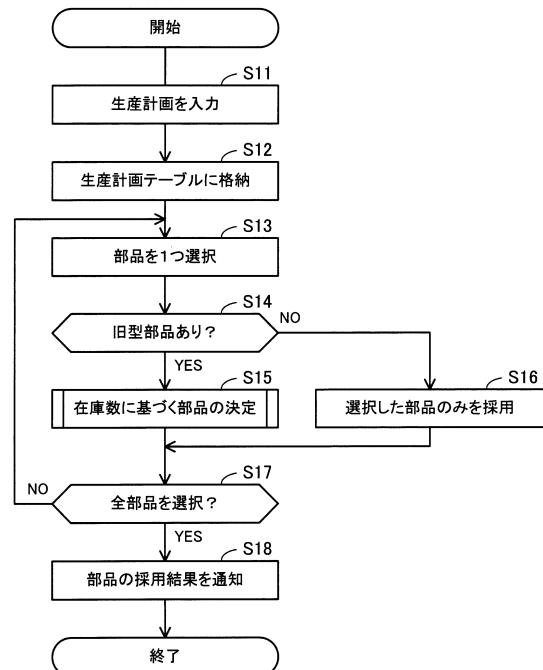 開始
S11
生産計画を入力
S12
生産計画テーブルに格納
S13
部品を1つ選択
S14
旧型部品あり?
NO
YES
S15
在庫数に基づく部品の決定
S16
選択した部品のみを採用
S17
全部品を選択?
NO
YES
S18
部品の採用結果を通知
終了